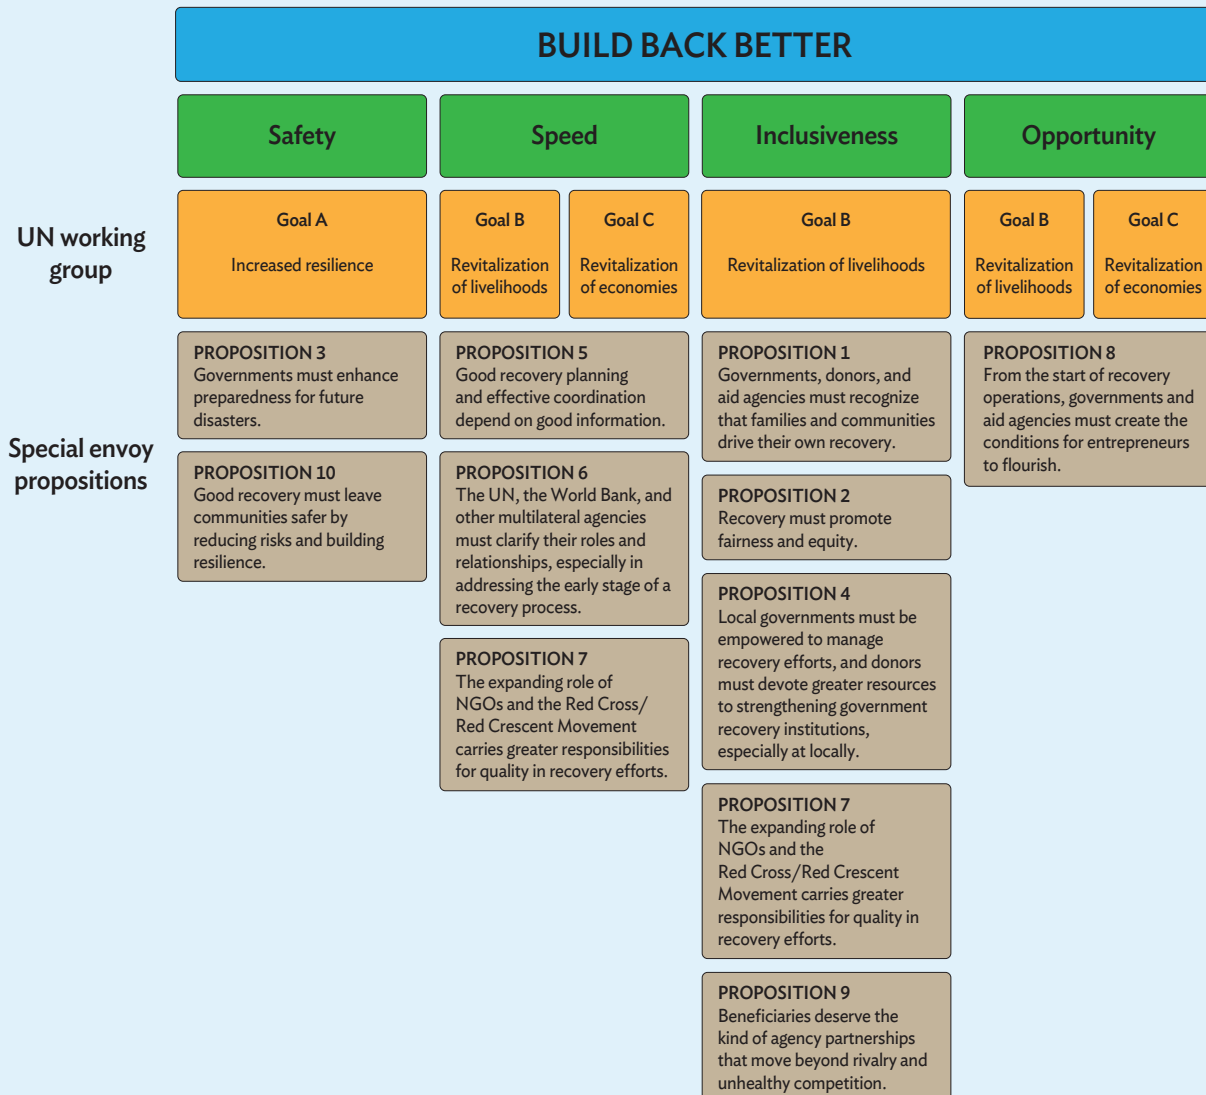 BUILD BACK BETTER
Safety
Speed
Inclusiveness
Opportunity
UN working
group
Goal A
Increased resilience
Goal B
Revitalization
of livelihoods
Goal C
Revitalization
of economies
Goal B
Revitalization of livelihoods
Goal B
Revitalization
of livelihoods
Goal C
Revitalization
of economies
Special envoy
propositions
PROPOSITION 3
Governments must enhance
preparedness for future
disasters.
PROPOSITION 10
Good recovery must leave
communities safer by
reducing risks and building
resilience.
PROPOSITION 5
Good recovery planning
and effective coordination
depend on good information.
PROPOSITION 6
The UN, the World Bank, and
other multilateral agencies
must clarify their roles and
relationships, especially in
addressing the early stage of a
recovery process.
PROPOSITION 7
The expanding role of
NGOs and the Red Cross/
Red Crescent Movement
carries greater responsibilities
for quality in recovery efforts.
PROPOSITION 1
Governments, donors, and
aid agencies must recognize
that families and communities
drive their own recovery.
PROPOSITION 2
Recovery must promote
fairness and equity.
PROPOSITION 4
Local governments must be
empowered to manage
recovery efforts, and donors
must devote greater resources
to strengthening government
recovery institutions,
especially at locally.
PROPOSITION 7
The expanding role of
NGOs and the
Red Cross/Red Crescent
Movement carries greater
responsibilities for quality in
recovery efforts.
PROPOSITION 9
Beneficiaries deserve the
kind of agency partnerships
that move beyond rivalry and
unhealthy competition.
PROPOSITION 8
From the start of recovery
operations, governments and
aid agencies must create the
conditions for entrepreneurs
to flourish.